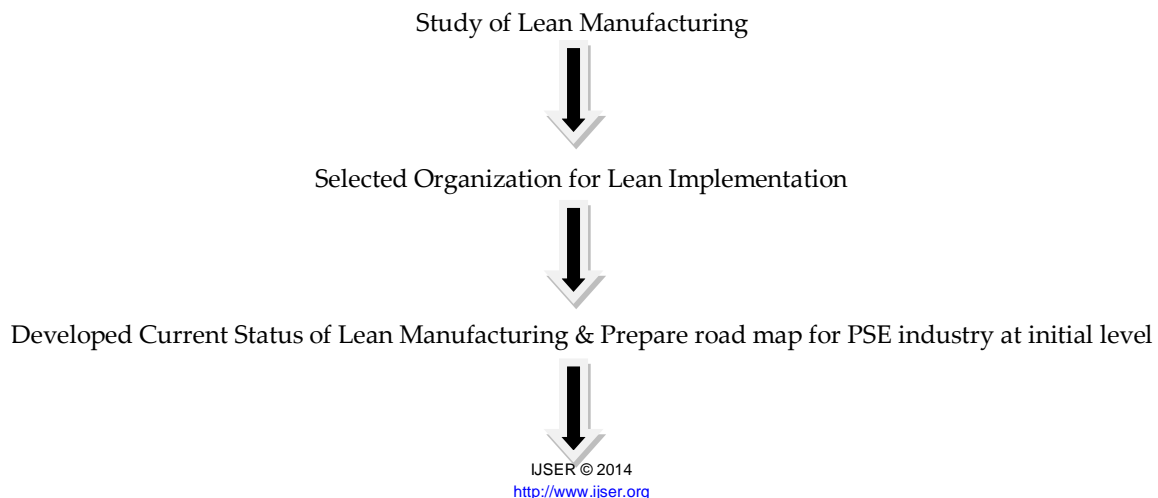 Study of Lean Manufacturing
Selected Organization for Lean Implementation
Developed Current Status of Lean Manufacturing & Prepare road map for PSE industry at initial level
IJSER © 2014
http://www.ijser.org